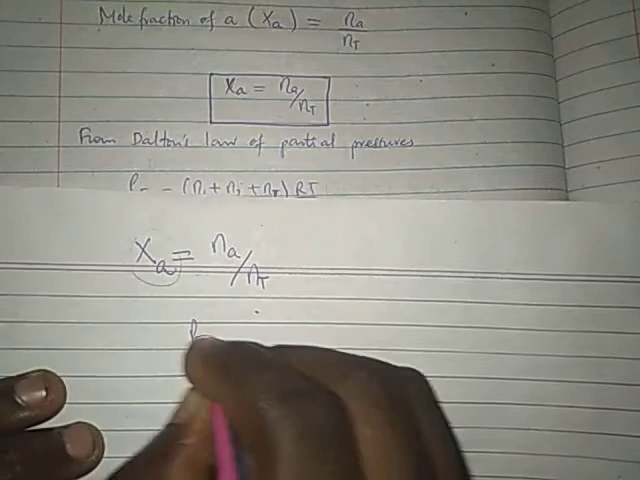 Mole fraction of a (Xa) = na/nT
Xa = na/nT
From Dalton's law of partial pressures
Xa = na/nT
P